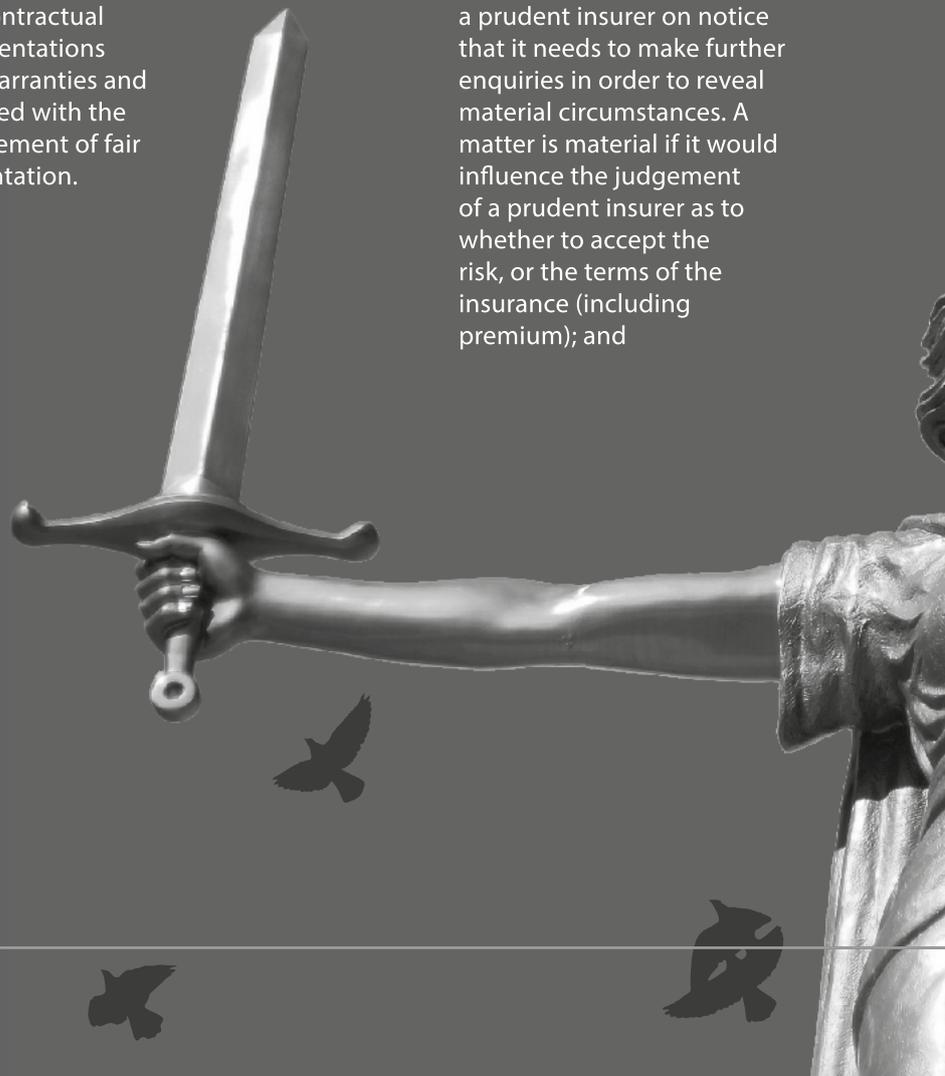 ntractual
entations
arranties and
ed with the
ement of fair
ntation.
a prudent insurer on notice
that it needs to make further
enquiries in order to reveal
material circumstances. A
matter is material if it would
influence the judgement
of a prudent insurer as to
whether to accept the
risk, or the terms of the
insurance (including
premium); and